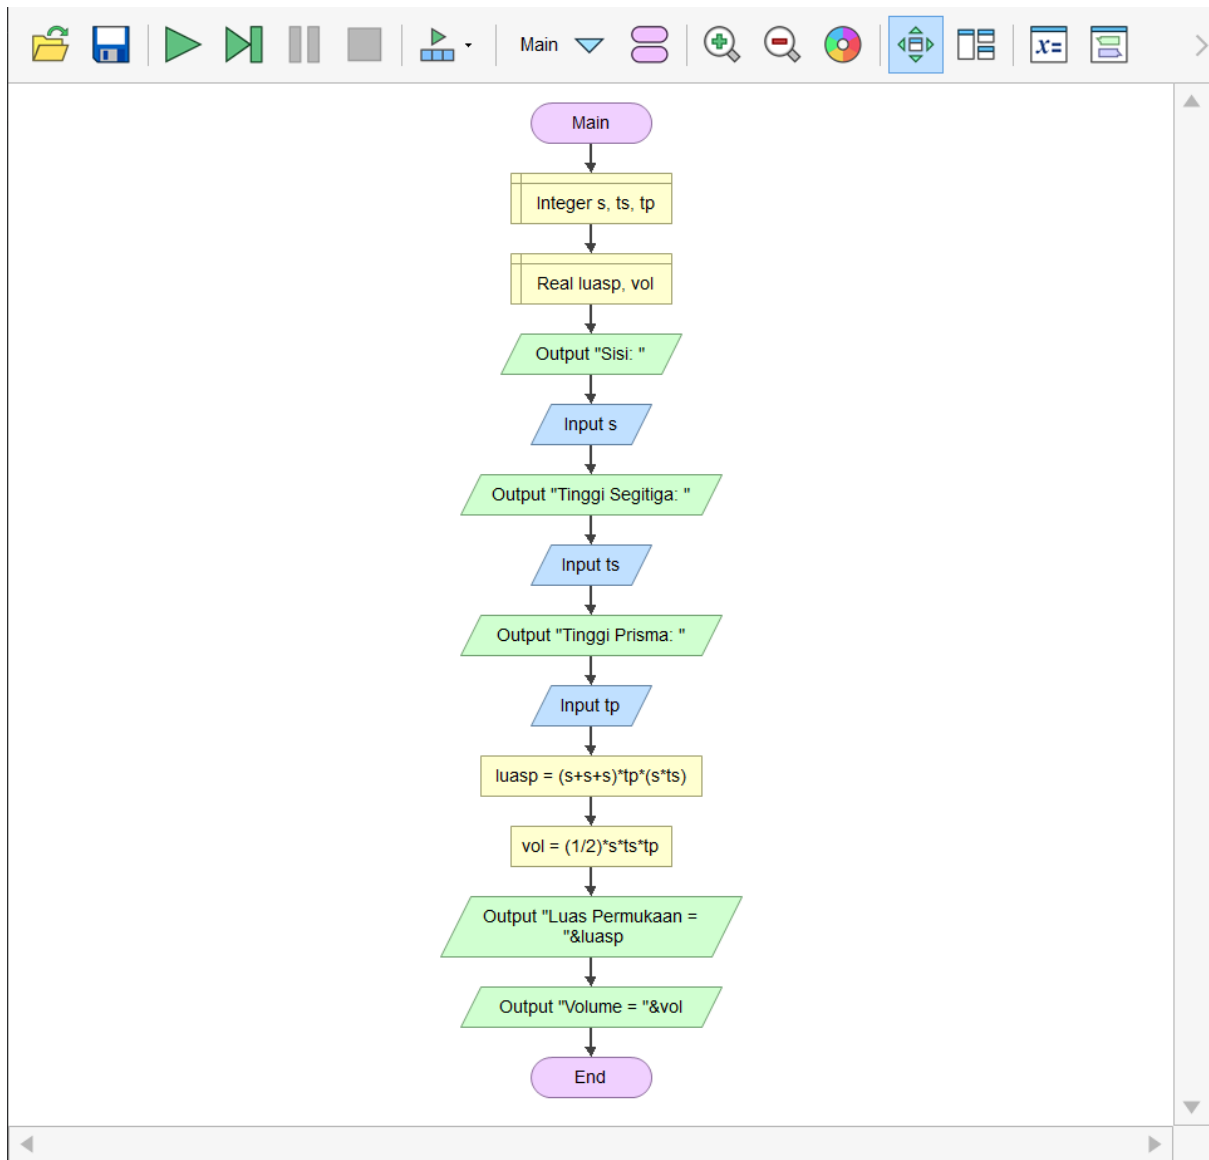 Main
x=
Main
Integer s, ts, tp
Real luasp, vol
Output "Sisi: "
Input s
Output "Tinggi Segitiga: "
Input ts
Output "Tinggi Prisma: "
Input tp
luasp = (s+s+s)*tp*(s*ts)
vol = (1/2)*s*ts*tp
Output "Luas Permukaan =
"&luasp
Output "Volume = "&vol
End